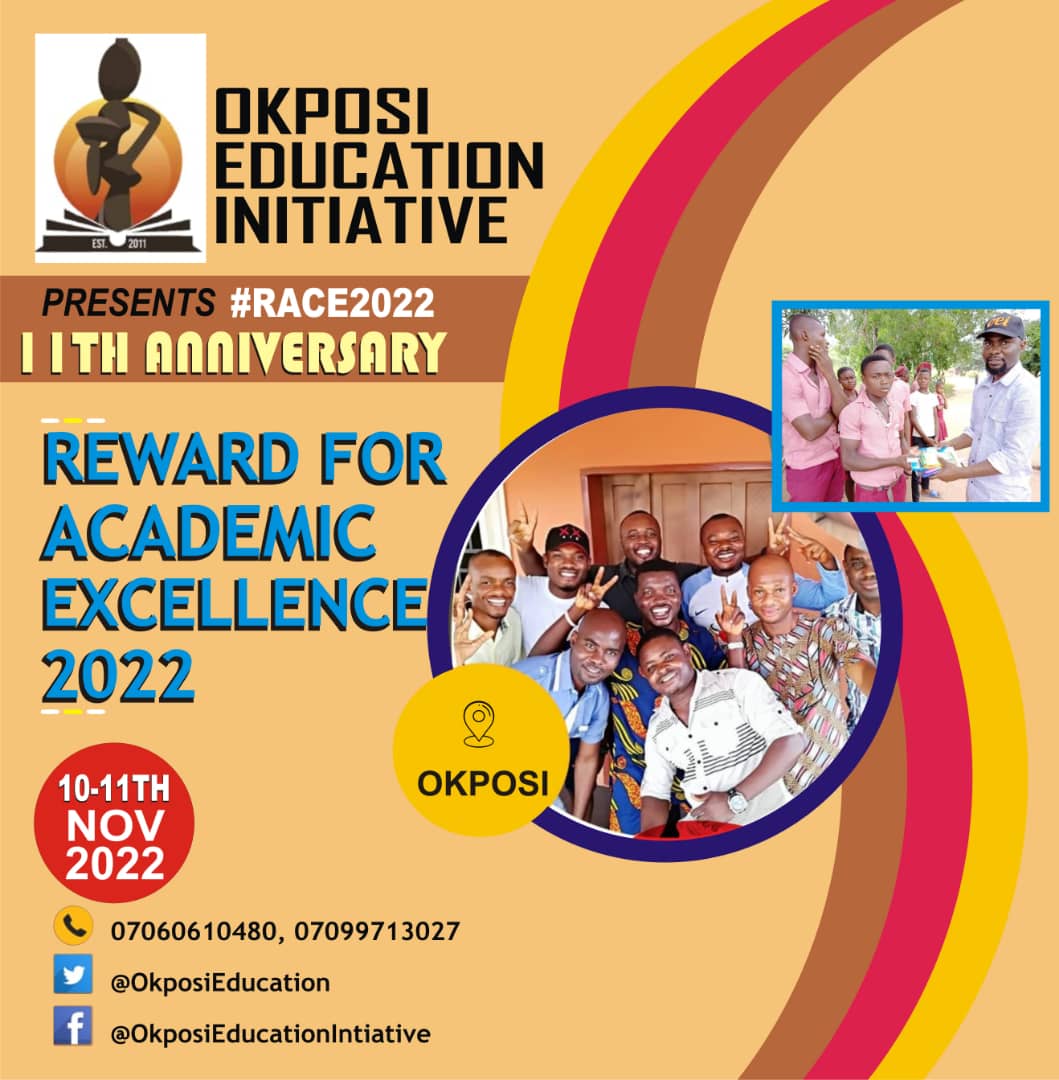 EST. 2011
OKPOSI
EDUCATION
INITIATIVE
PRESENTS #RACE2022
11TH ANNIVERSARY
REWARD FOR
ACADEMIC
EXCELLENCE
2022
OKPOSI
10-11TH
NOV
2022
07060610480, 07099713027
@OkposiEducation
@OkposiEducationIntiative